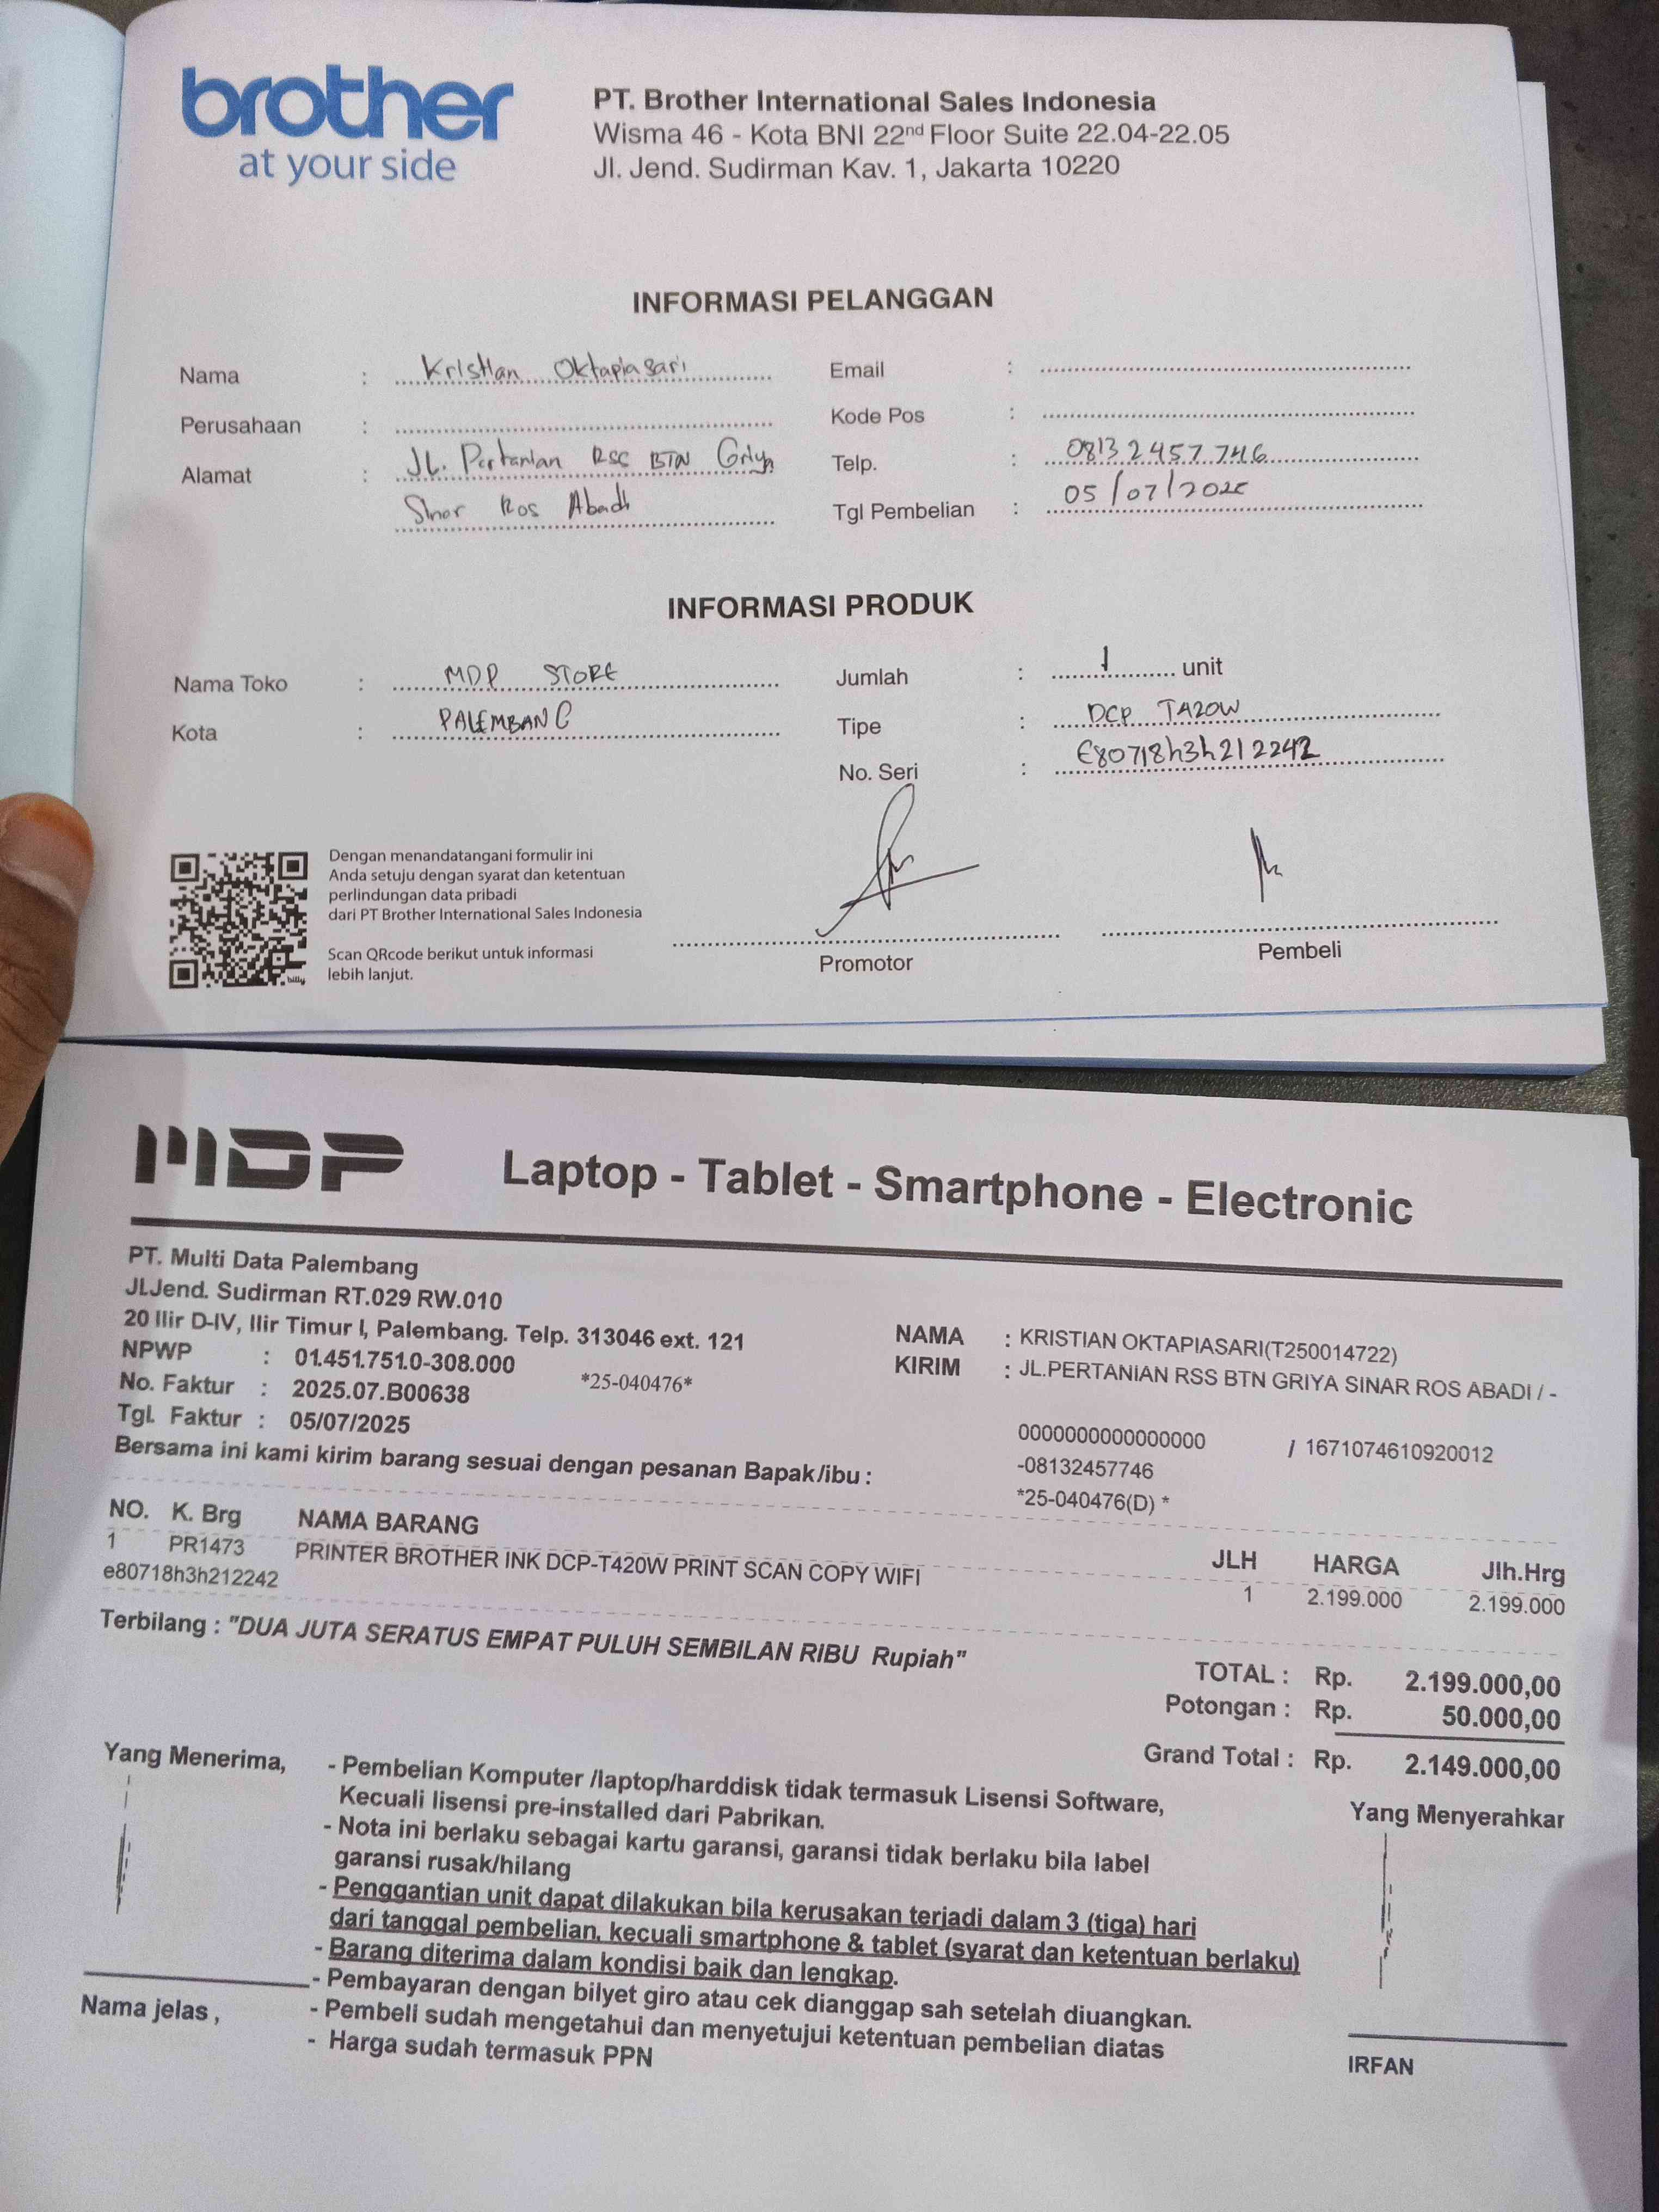 brother
at your side
PT. Brother International Sales Indonesia
Wisma 46 - Kota BNI 22nd Floor Suite 22.04-22.05
Jl. Jend. Sudirman Kav. 1, Jakarta 10220
INFORMASI PELANGGAN
Nama : Kristian Oktapiasari
Perusahaan :
Alamat : JL. Pertanian RSC BTN Griya
Sinar Ros Abadi
Email :
Kode Pos :
Telp. : 08132457746
Tgl Pembelian : 05/07/2025
INFORMASI PRODUK
Nama Toko : MDP STORE
Kota : PALEMBANG
Jumlah : 1 unit
Tipe : DCP T420W
No. Seri : E80718h3h212242
Dengan menandatangani formulir ini
Anda setuju dengan syarat dan ketentuan
perlindungan data pribadi
dari PT Brother International Sales Indonesia
Scan QRcode berikut untuk informasi
lebih lanjut.
Promotor
Pembeli
MDP Laptop - Tablet - Smartphone - Electronic
PT. Multi Data Palembang
Jl.Jend. Sudirman RT.029 RW.010
20 Ilir D-IV, Ilir Timur I, Palembang. Telp. 313046 ext. 121
NPWP : 01.451.751.0-308.000
No. Faktur : 2025.07.B00638 *25-040476*
Tgl. Faktur : 05/07/2025
Bersama ini kami kirim barang sesuai dengan pesanan Bapak/ibu :
NAMA : KRISTIAN OKTAPIASARI(T250014722)
KIRIM : JL.PERTANIAN RSS BTN GRIYA SINAR ROS ABADI / -
0000000000000000 / 1671074610920012
-08132457746
*25-040476(D) *
NO. K. Brg NAMA BARANG JLH HARGA Jlh.Hrg
1 PR1473 PRINTER BROTHER INK DCP-T420W PRINT SCAN COPY WIFI 1 2.199.000 2.199.000
e80718h3h212242
Terbilang : "DUA JUTA SERATUS EMPAT PULUH SEMBILAN RIBU Rupiah"
TOTAL : Rp. 2.199.000,00
Potongan : Rp. 50.000,00
Grand Total : Rp. 2.149.000,00
Yang Menerima,
- Pembelian Komputer /laptop/harddisk tidak termasuk Lisensi Software,
Kecuali lisensi pre-installed dari Pabrikan.
- Nota ini berlaku sebagai kartu garansi, garansi tidak berlaku bila label
garansi rusak/hilang
- Penggantian unit dapat dilakukan bila kerusakan terjadi dalam 3 (tiga) hari
dari tanggal pembelian, kecuali smartphone & tablet (syarat dan ketentuan berlaku)
- Barang diterima dalam kondisi baik dan lengkap.
- Pembayaran dengan bilyet giro atau cek dianggap sah setelah diuangkan.
- Pembeli sudah mengetahui dan menyetujui ketentuan pembelian diatas
- Harga sudah termasuk PPN
Nama jelas ,
Yang Menyerahkar
IRFAN